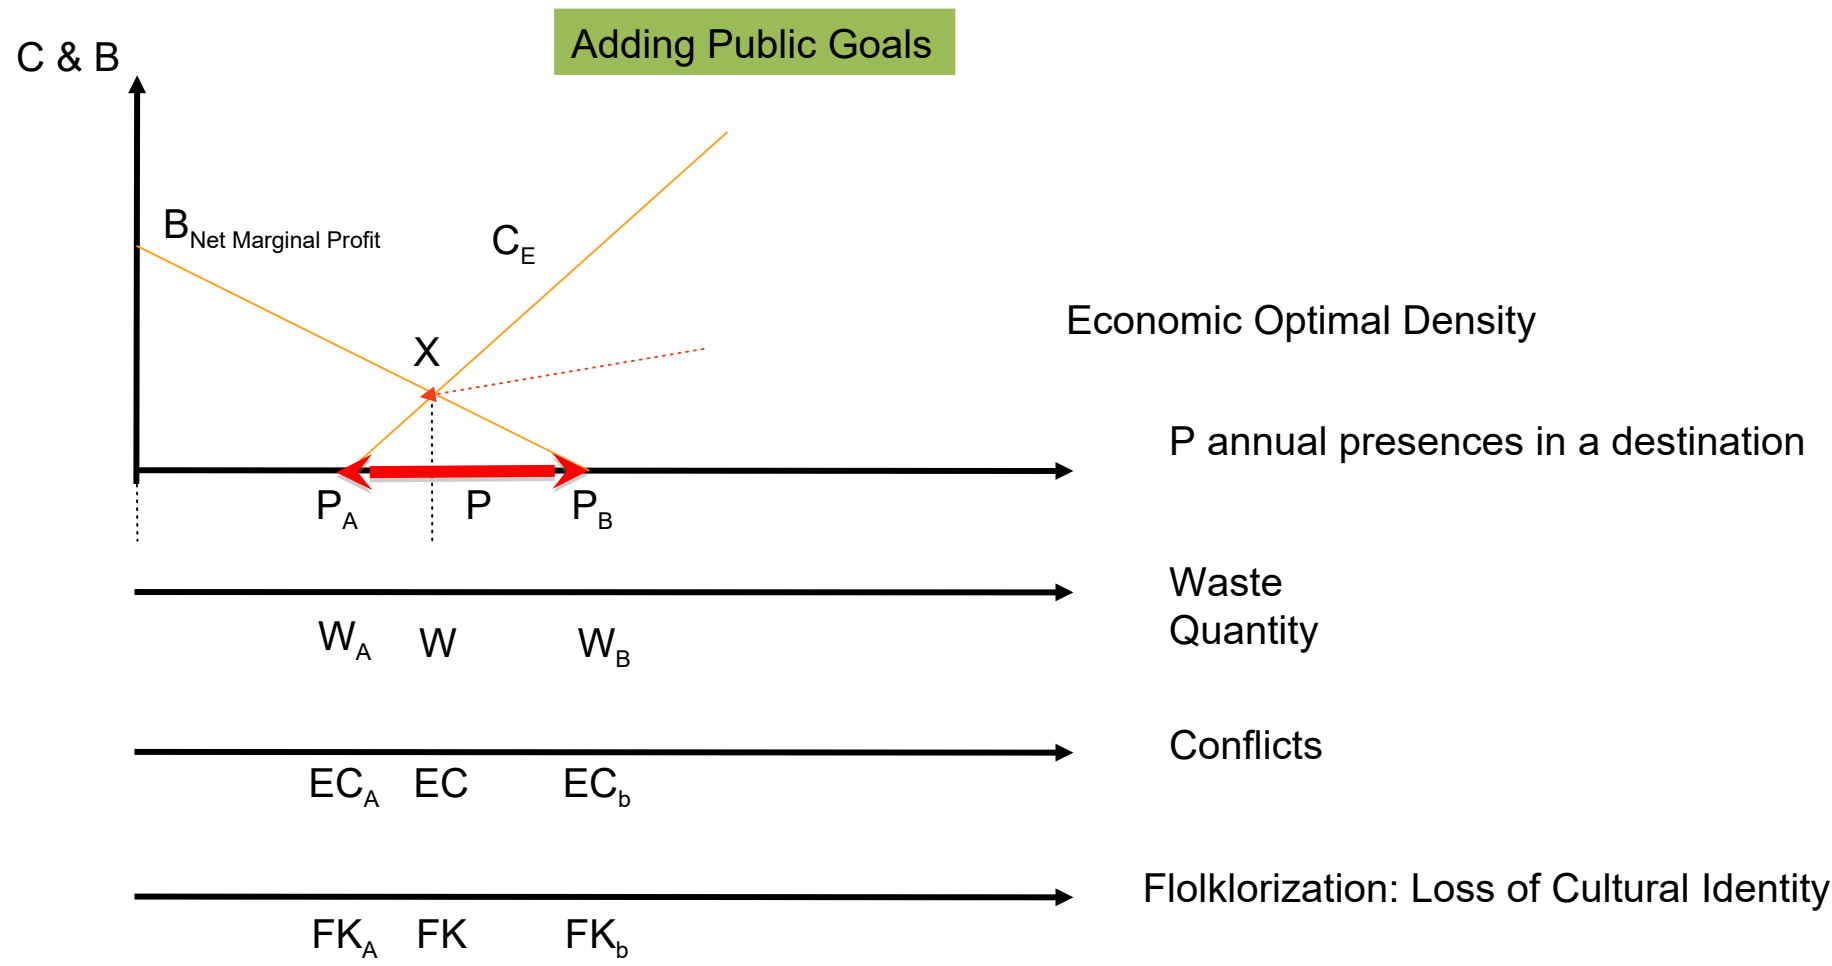 Adding Public Goals
C & B
B Net Marginal Profit
C E
Economic Optimal Density
X
P annual presences in a destination
P A P P B
Waste
Quantity
W A W W B
Conflicts
EC A EC EC b
Flolklorization: Loss of Cultural Identity
FK A FK FK b